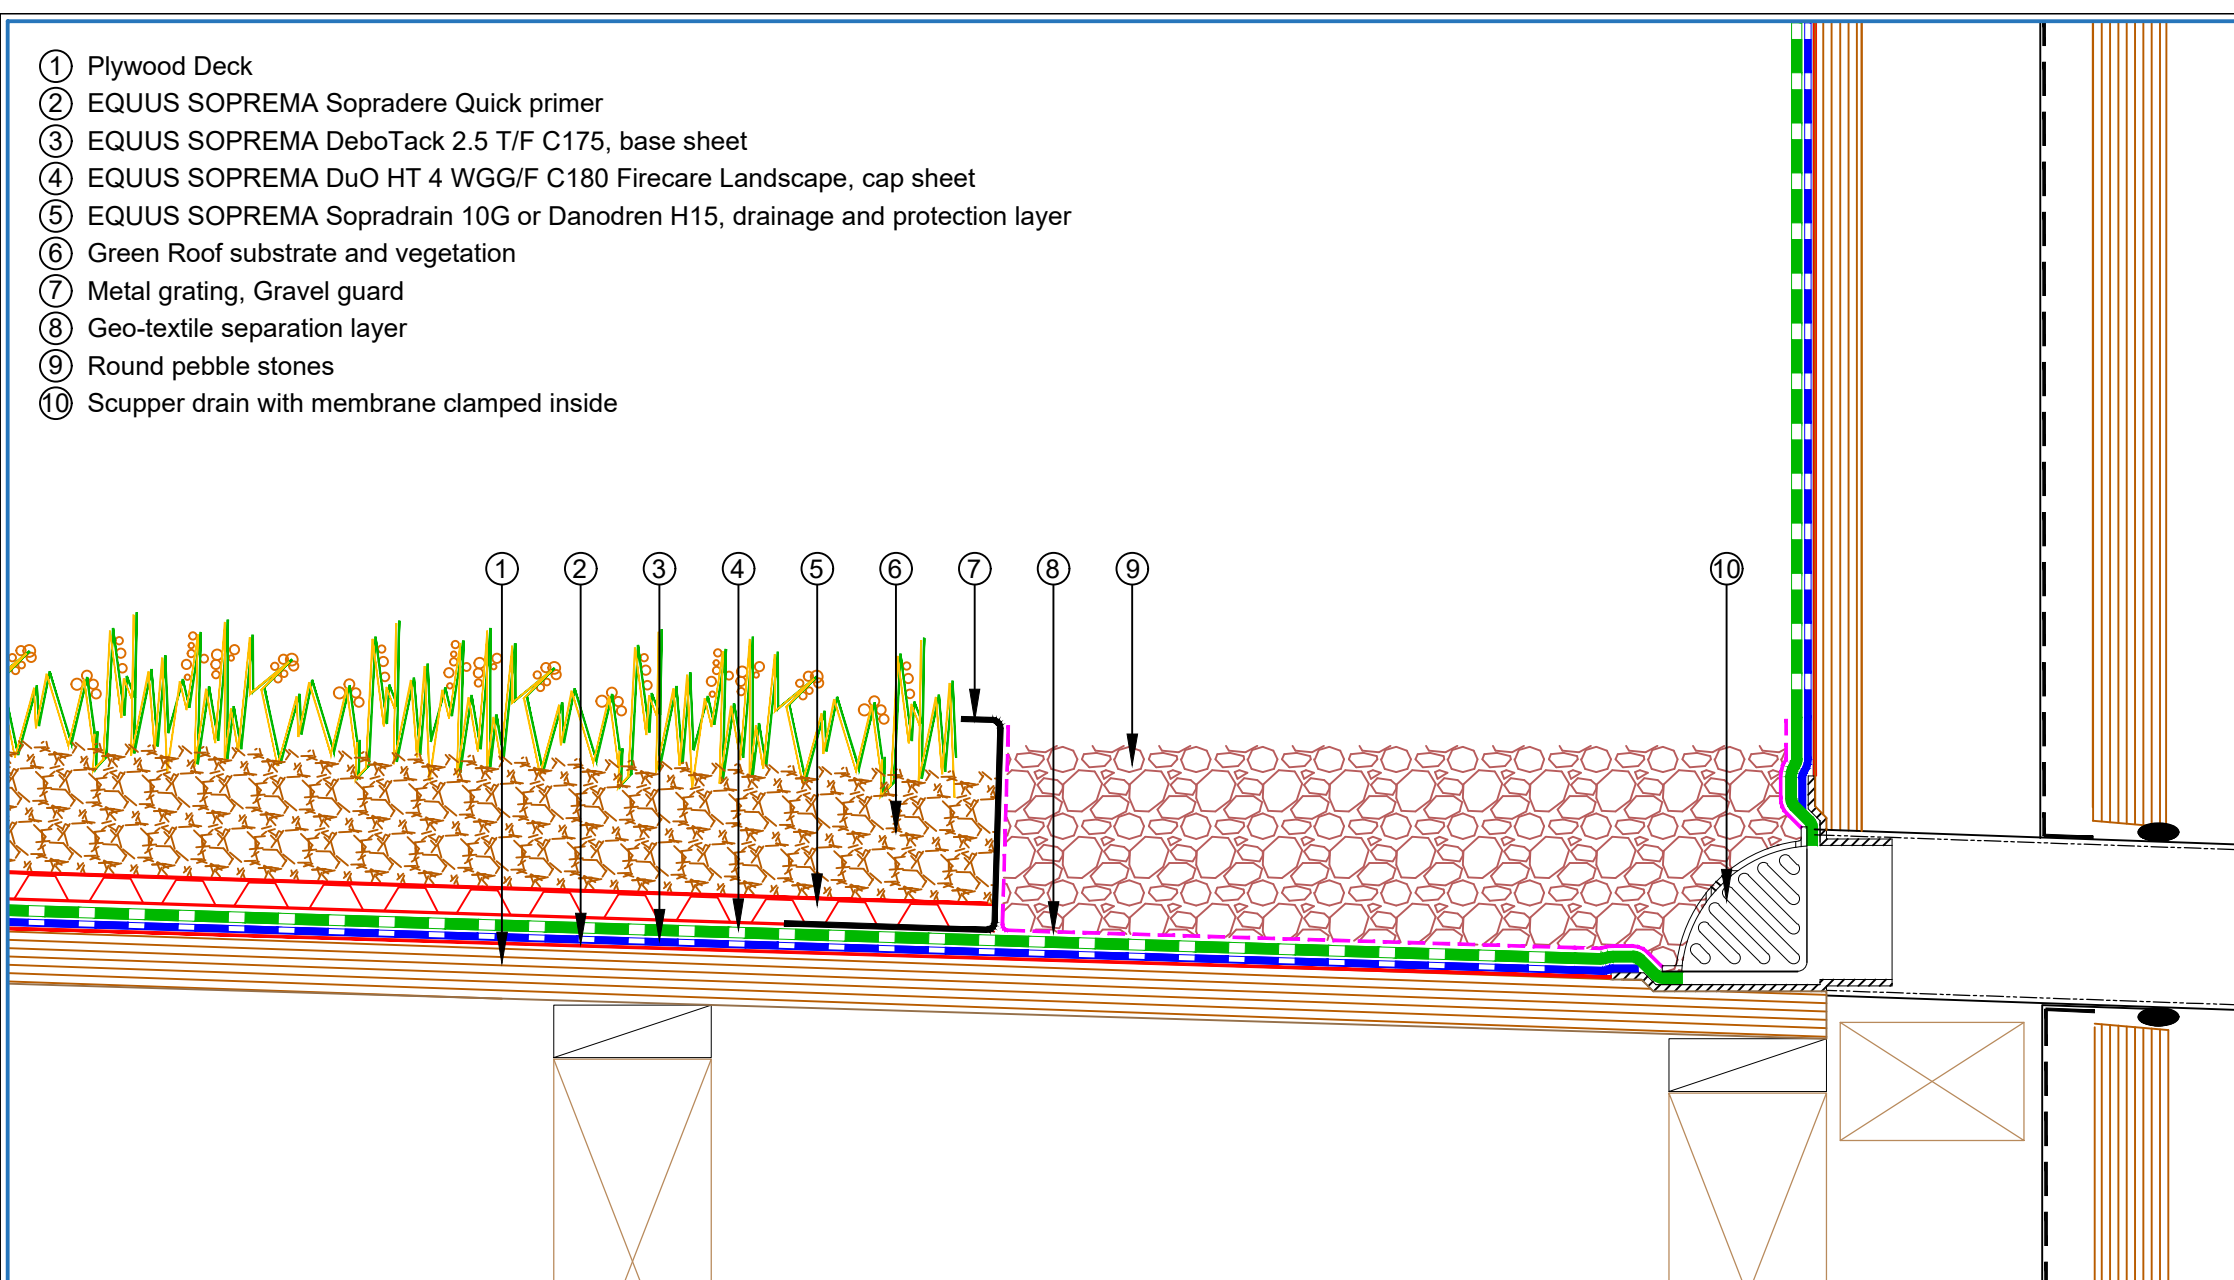 1 Plywood Deck
2 EQUUS SOPREMA Sopradere Quick primer
3 EQUUS SOPREMA DeboTack 2.5 T/F C175, base sheet
4 EQUUS SOPREMA DuO HT 4 WGG/F C180 Firecare Landscape, cap sheet
5 EQUUS SOPREMA Sopradrain 10G or Danodren H15, drainage and protection layer
6 Green Roof substrate and vegetation
7 Metal grating, Gravel guard
8 Geo-textile separation layer
9 Round pebble stones
10 Scupper drain with membrane clamped inside
1 2 3 4 5 6 7 8 9 10